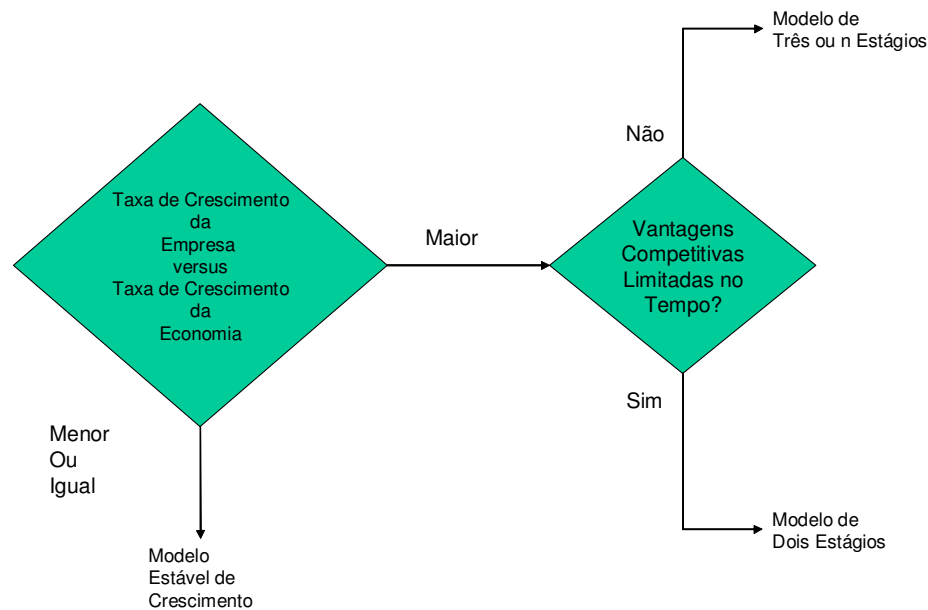 Modelo de
Três ou n Estágios
Não
Taxa de Crescimento
da
Empresa
versus
Taxa de Crescimento
da
Economia
Maior
Vantagens
Competitivas
Limitadas no
Tempo?
Sim
Menor
Ou
Igual
Modelo de
Dois Estágios
Modelo
Estável de
Crescimento